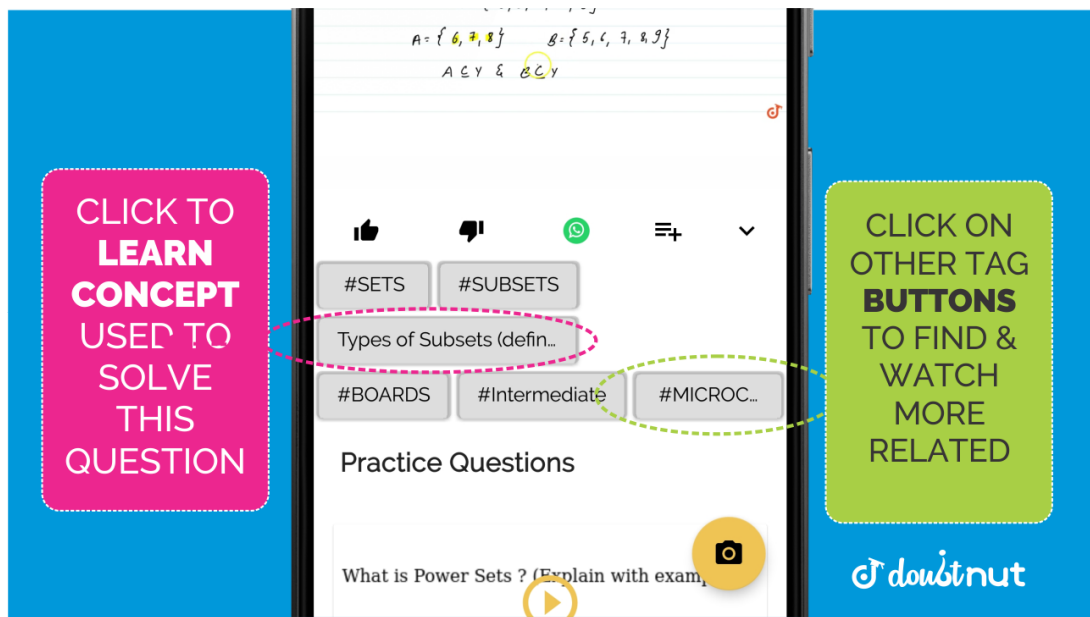 A = { 6, 7, 8 } B = { 5, 6, 7, 8, 9 }
A ⊆ Y & B ⊆ Y
CLICK TO
LEARN
CONCEPT
USED TO
SOLVE
THIS
QUESTION
#SETS #SUBSETS
Types of Subsets (defin...
#BOARDS #Intermediate #MICROC...
Practice Questions
What is Power Sets ? (Explain with
CLICK ON
OTHER TAG
BUTTONS
TO FIND &
WATCH
MORE
RELATED
doubtnut